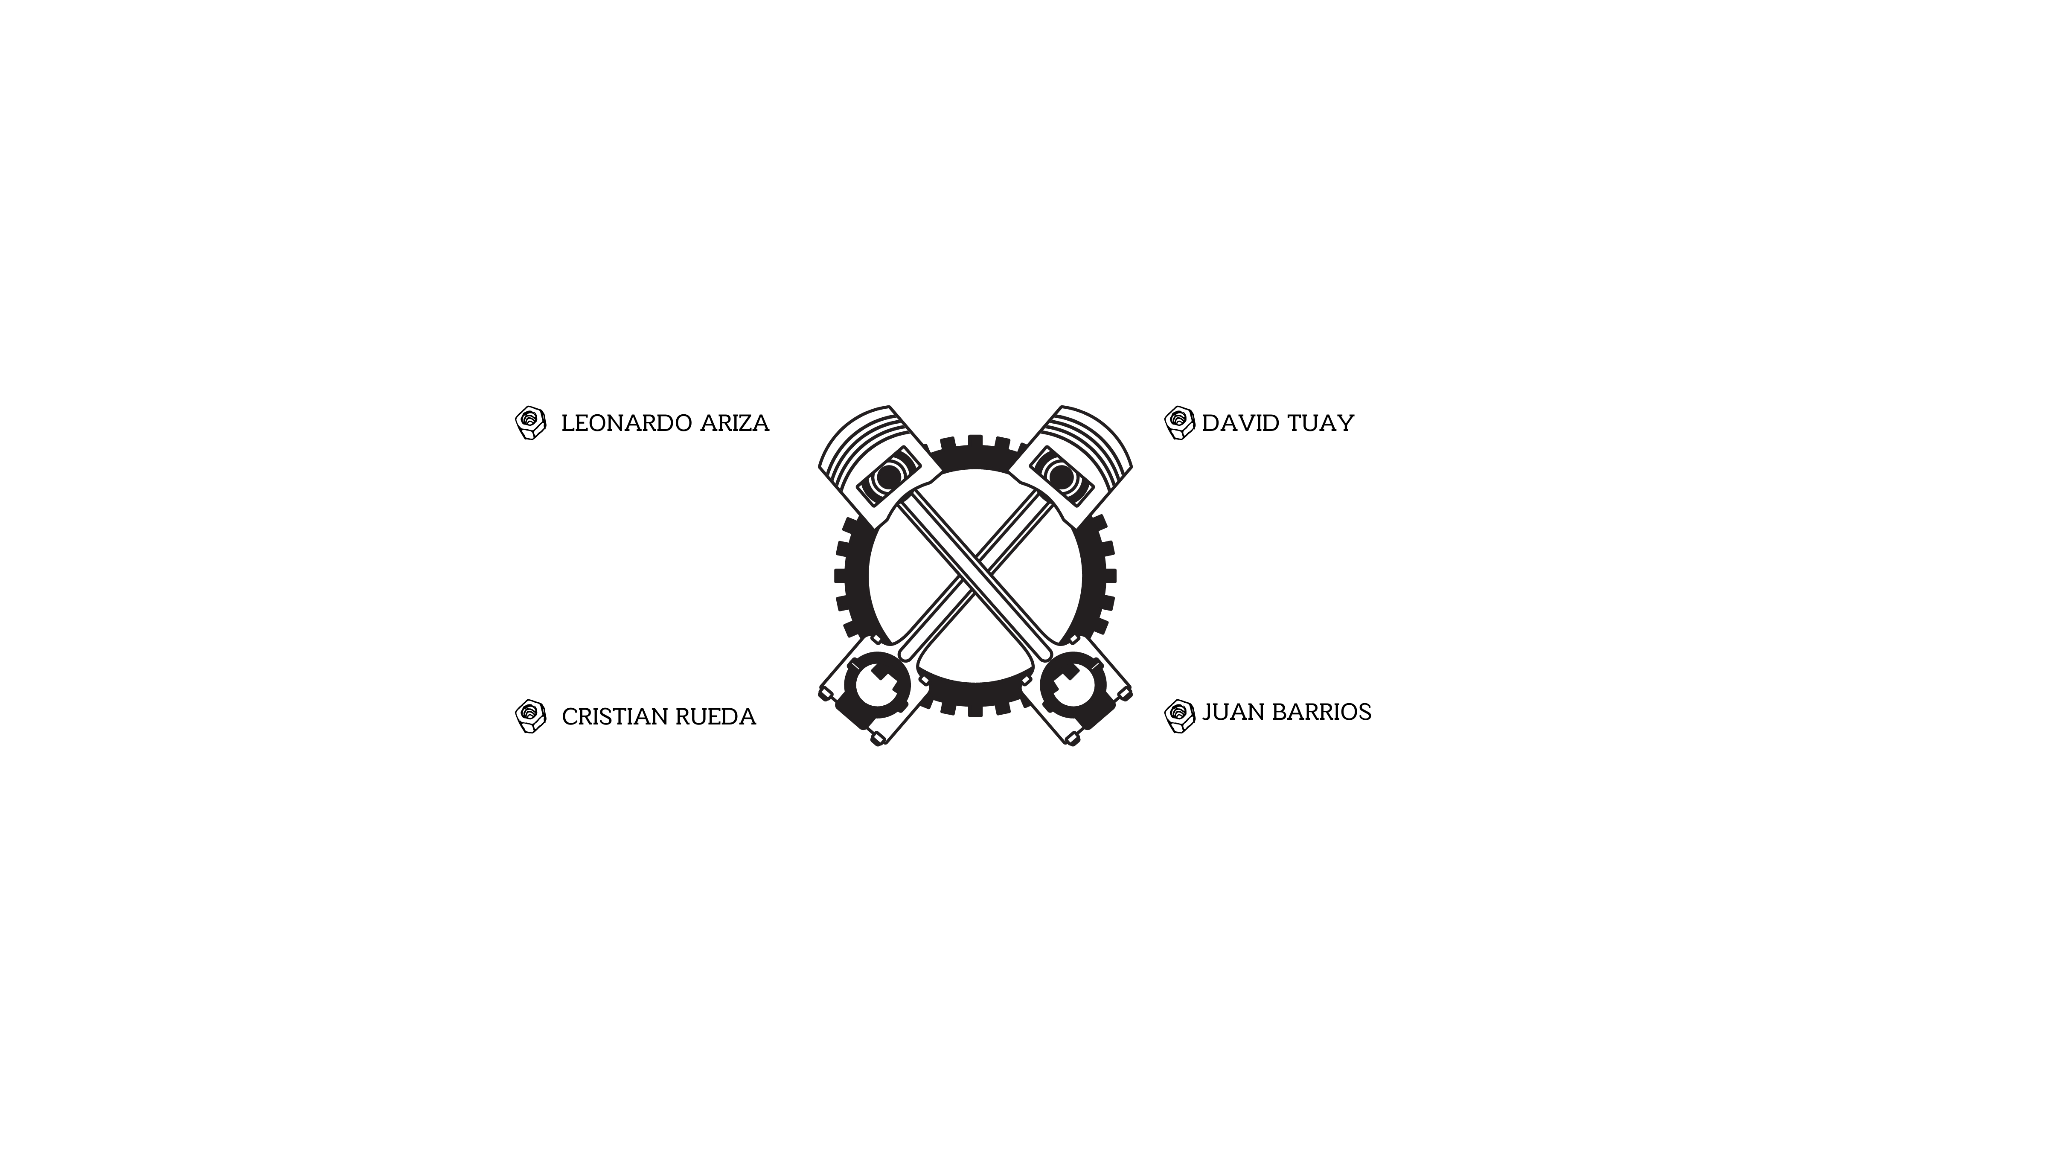 LEONARDO ARIZA
DAVID TUAY
CRISTIAN RUEDA
JUAN BARRIOS